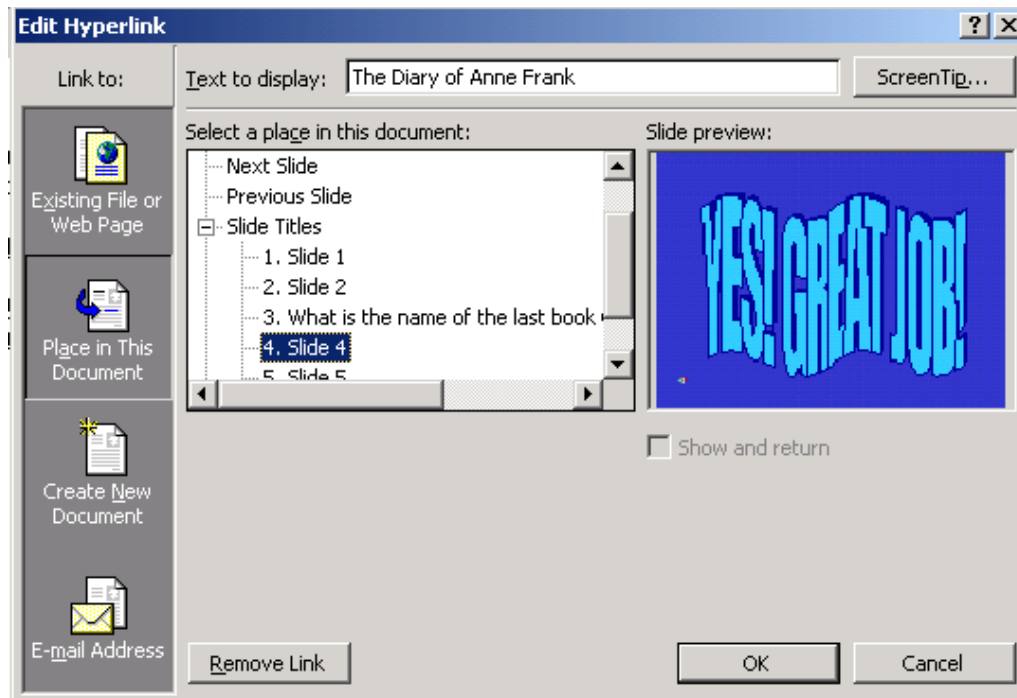 Edit Hyperlink
Link to:
Text to display: The Diary of Anne Frank
ScreenTip...
Existing File or
Web Page
Place in This
Document
Create New
Document
E-mail Address
Select a place in this document:
Next Slide
Previous Slide
Slide Titles
1. Slide 1
2. Slide 2
3. What is the name of the last book
4. Slide 4
5. Slide 5
Slide preview:
YES! GREAT JOB!
Show and return
Remove Link
OK
Cancel